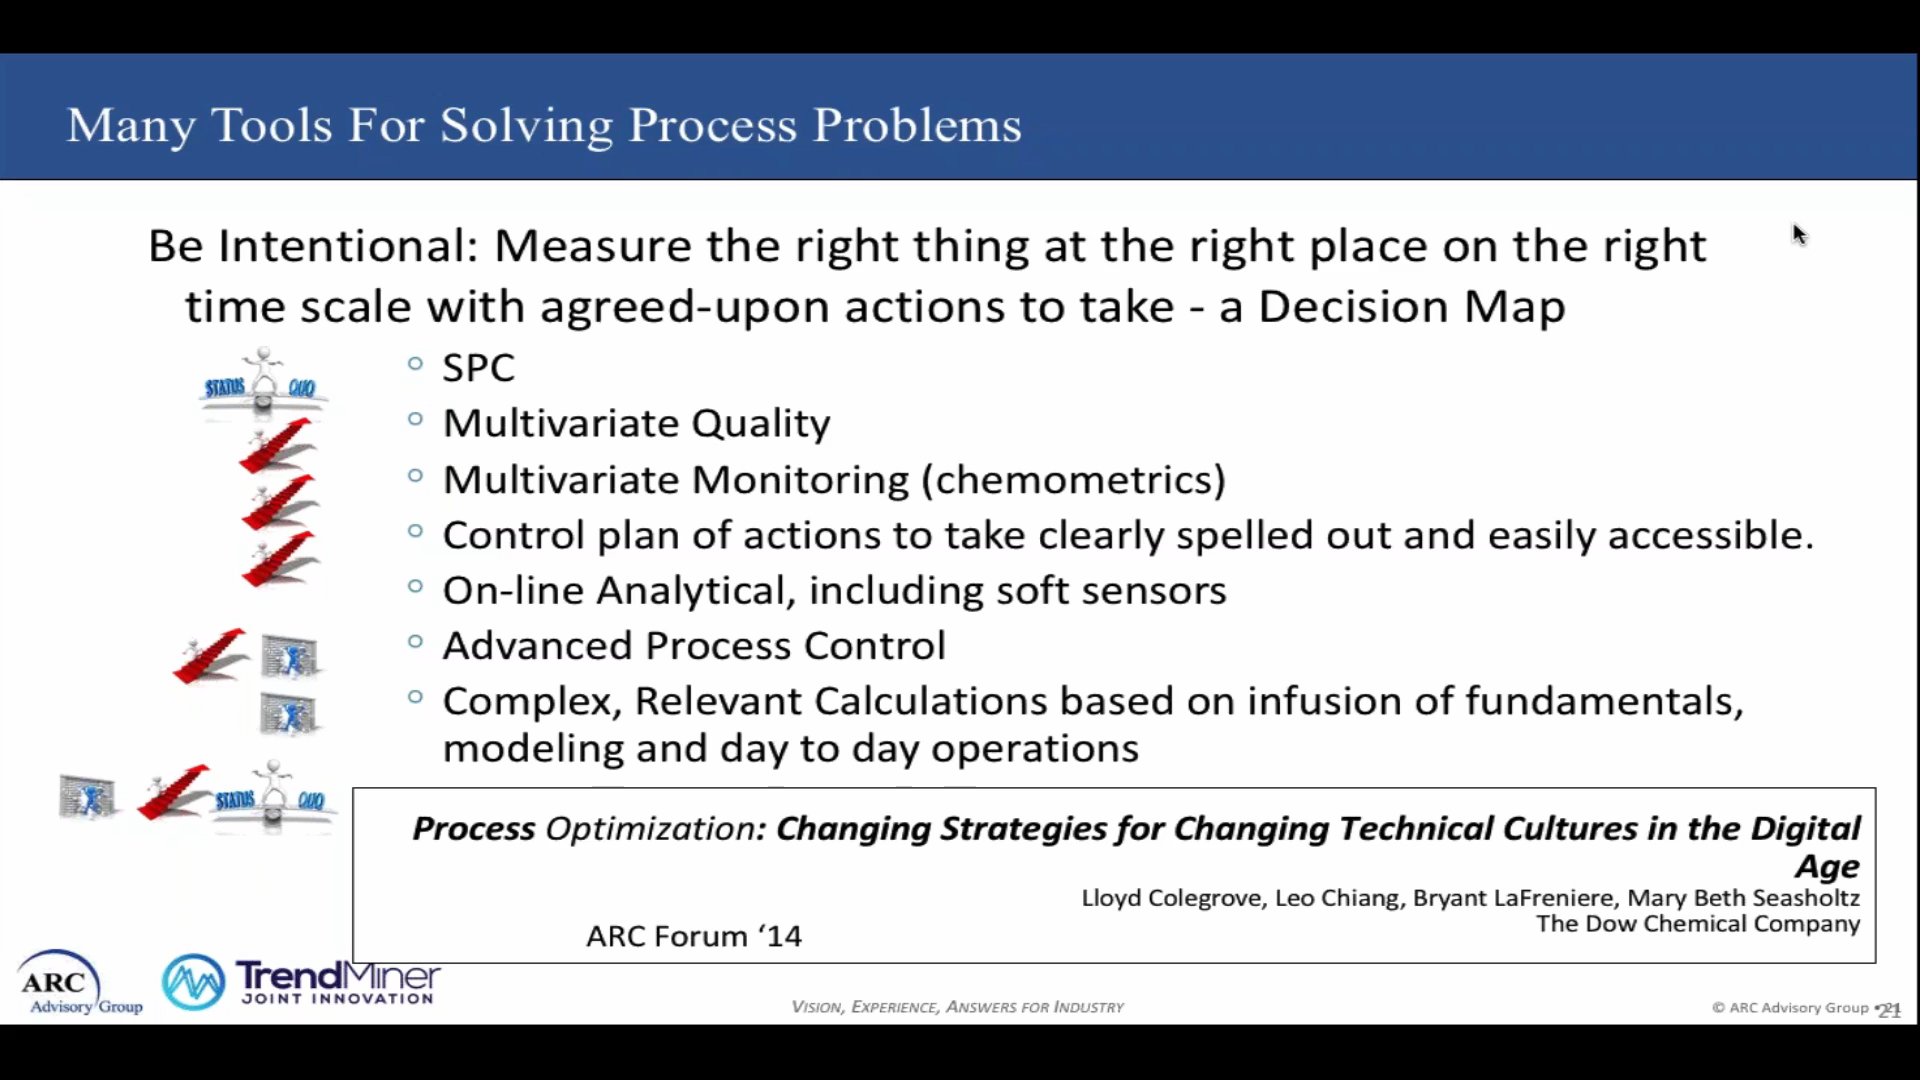 Many Tools For Solving Process Problems
Be Intentional: Measure the right thing at the right place on the right
time scale with agreed-upon actions to take - a Decision Map
STATUS QUO
◦ SPC
◦ Multivariate Quality
◦ Multivariate Monitoring (chemometrics)
◦ Control plan of actions to take clearly spelled out and easily accessible.
◦ On-line Analytical, including soft sensors
◦ Advanced Process Control
◦ Complex, Relevant Calculations based on infusion of fundamentals,
modeling and day to day operations
STATUS QUO
Process Optimization: Changing Strategies for Changing Technical Cultures in the Digital
Age
Lloyd Colegrove, Leo Chiang, Bryant LaFreniere, Mary Beth Seasholtz
The Dow Chemical Company
ARC Forum ‘14
ARC
Advisory Group
TrendMiner
JOINT INNOVATION
VISION, EXPERIENCE, ANSWERS FOR INDUSTRY
© ARC Advisory Group • 21
21